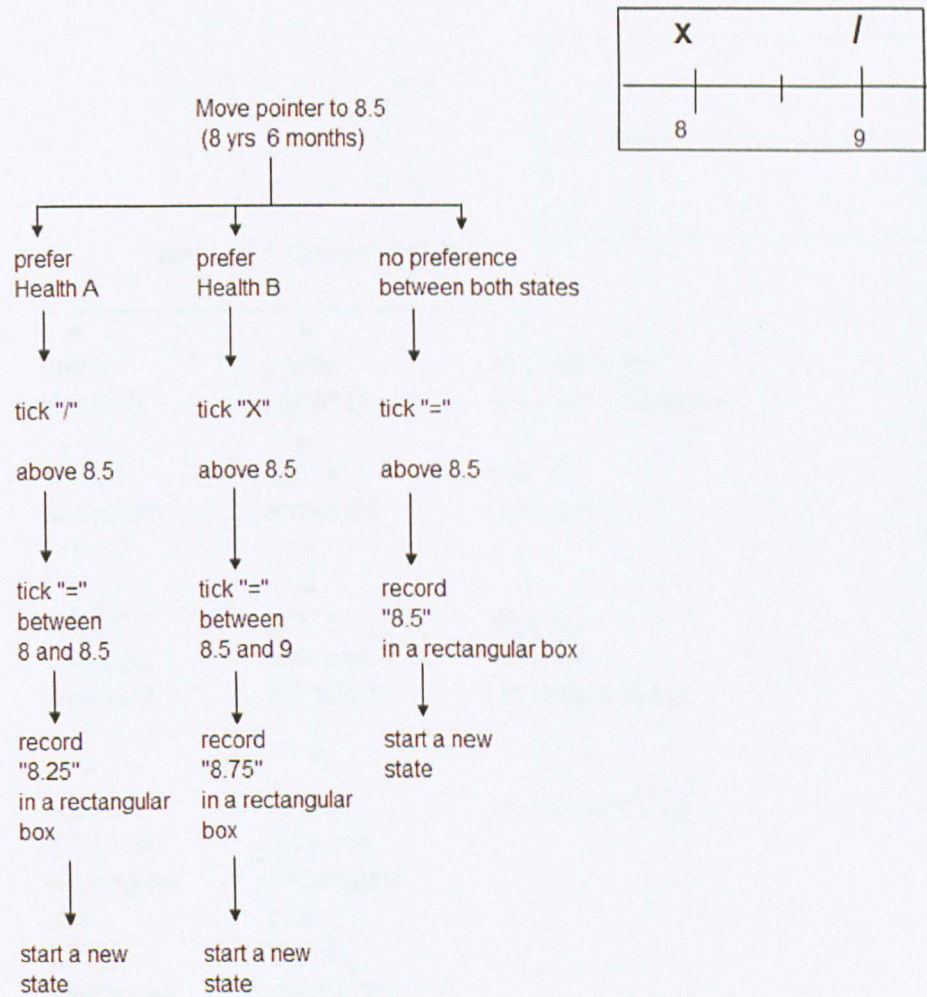 X /
8 9
Move pointer to 8.5
(8 yrs 6 months)
prefer
Health A
tick "/"
above 8.5
tick "="
between
8 and 8.5
record
"8.25"
in a rectangular
box
start a new
state
prefer
Health B
tick "X"
above 8.5
tick "="
between
8.5 and 9
record
"8.75"
in a rectangular
box
start a new
state
no preference
between both states
tick "="
above 8.5
record
"8.5"
in a rectangular box
start a new
state